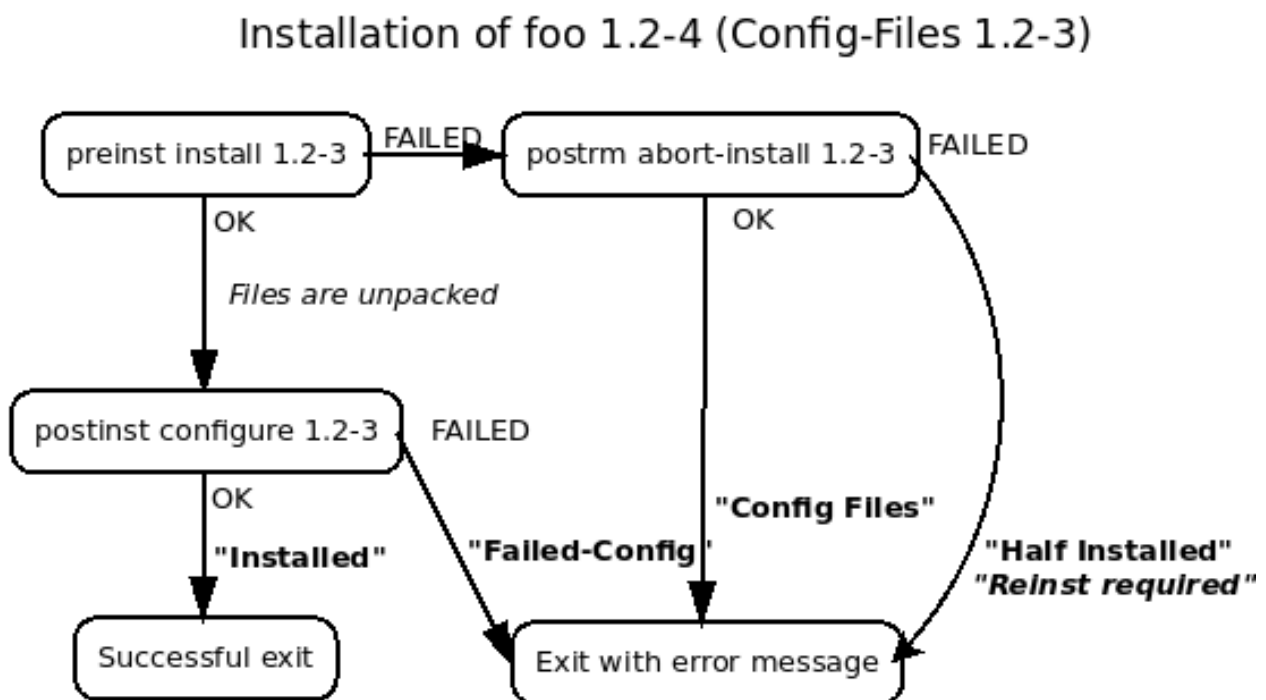 Installation of foo 1.2-4 (Config-Files 1.2-3)
preinst install 1.2-3
FAILED
postrm abort-install 1.2-3
FAILED
OK
OK
Files are unpacked
postinst configure 1.2-3
FAILED
OK
"Config Files"
"Installed"
"Failed-Config"
"Half Installed"
"Reinst required"
Successful exit
Exit with error message